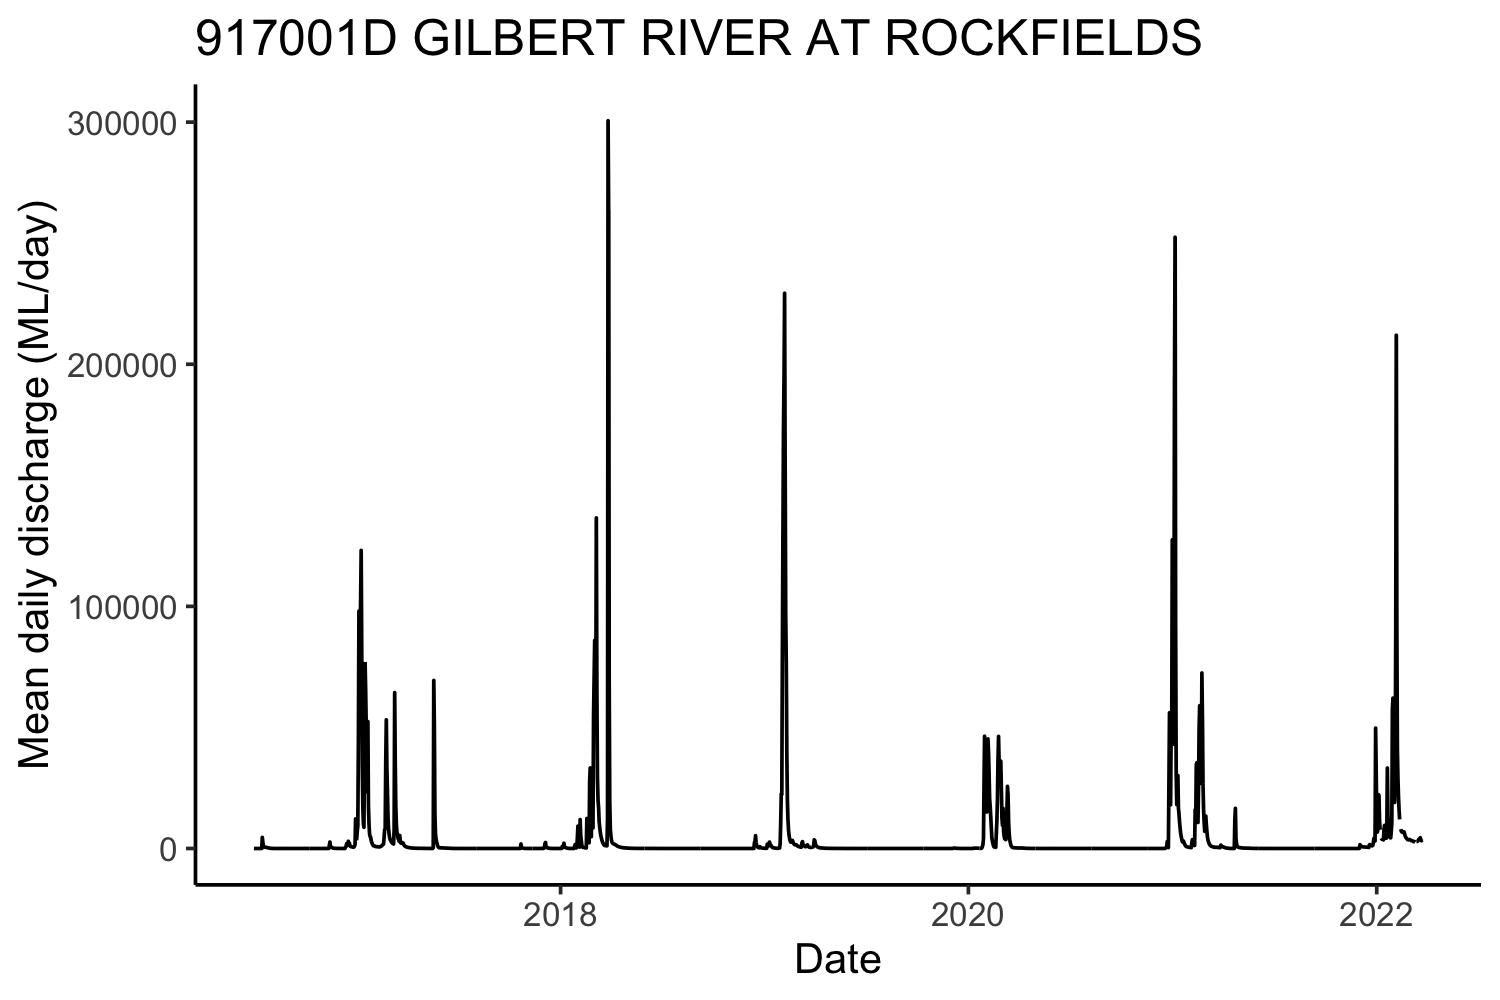 917001D GILBERT RIVER AT ROCKFIELDS
Mean daily discharge (ML/day)
300000
200000
100000
0
2018
2020
2022
Date